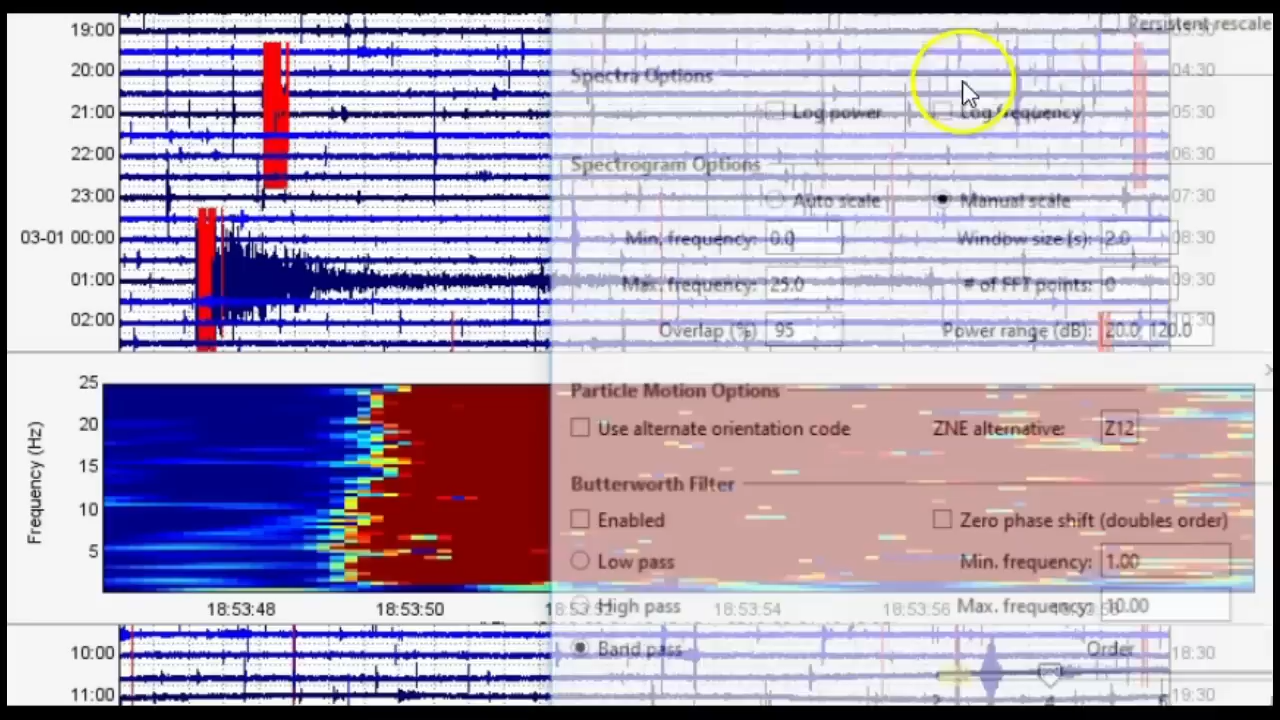 19:00
Persistent rescale
20:00
Spectra Options
04:30
21:00
Log power
Log frequency
05:30
22:00
Spectrogram Options
06:30
23:00
Auto scale
Manual scale
07:30
03-01 00:00
Min. frequency: 0.0
Window size (s): 2.0
08:30
01:00
Max. frequency: 25.0
# of FFT points: 0
09:30
02:00
Overlap (%) 95
Power range (dB): 20.0 120.0
25
Particle Motion Options
20
Use alternate orientation code
ZNE alternative: Z12
15
Butterworth Filter
10
Enabled
Zero phase shift (doubles order)
5
Low pass
Min. frequency: 1.00
Frequency (Hz)
18:53:48
18:53:50
18:53:52
18:53:54
18:53:56
High pass
Max. frequency: 10.00
10:00
Band pass
Order
18:30
11:00
4
19:30